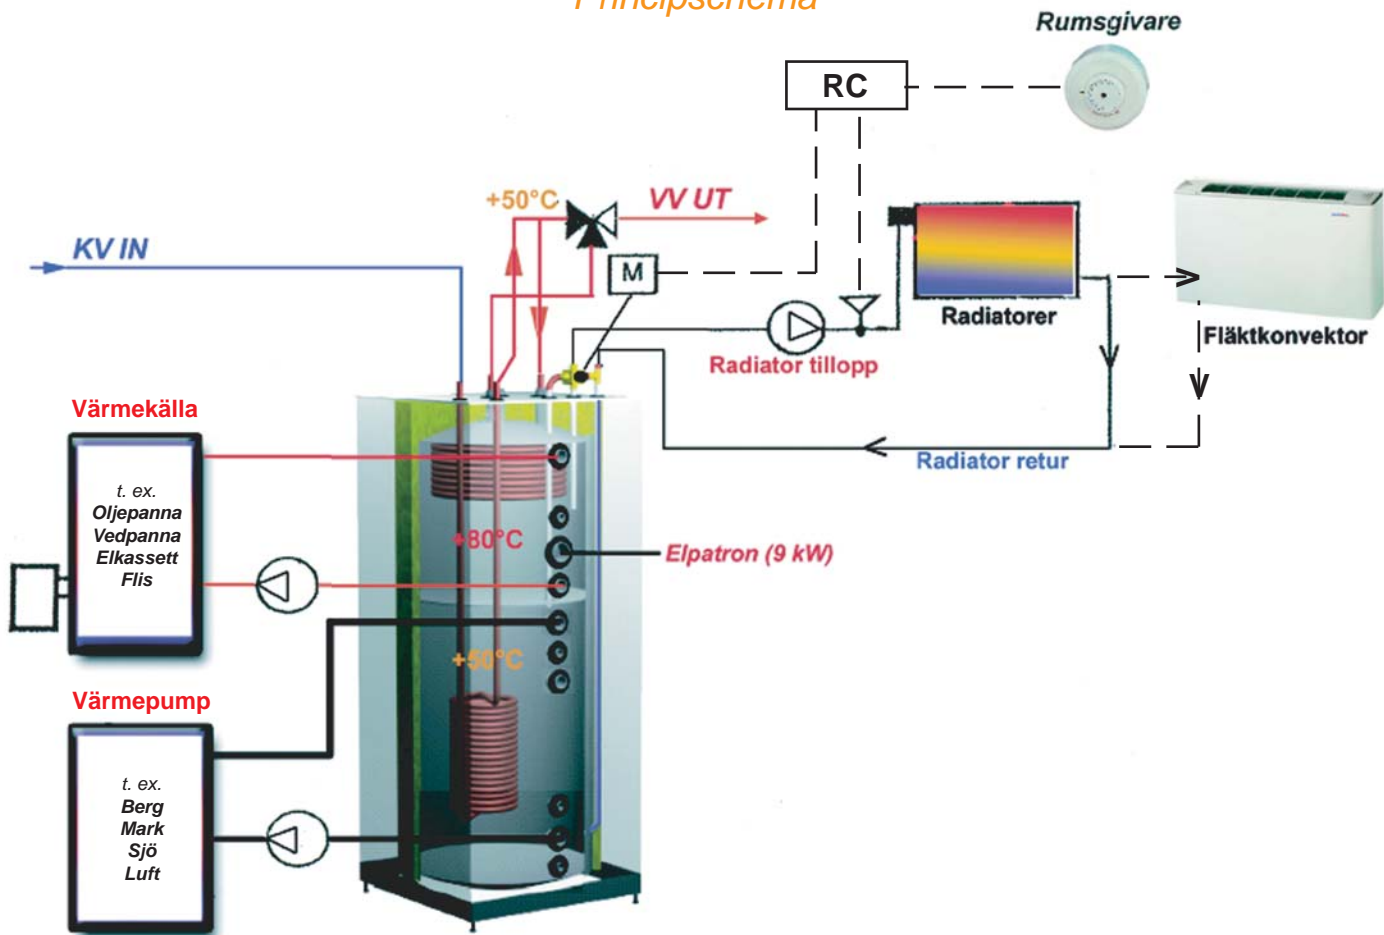 Principschema
Rumsgivare
RC
+50°C
VV UT
KV IN
M
Radiatorer
Fläktkonvektor
Radiator tillopp
Radiator retur
Värmekälla
t. ex.
Oljepanna
Vedpanna
Elkassett
Flis
+80°C
Elpatron (9 kW)
+50°C
Värmepump
t. ex.
Berg
Mark
Sjö
Luft